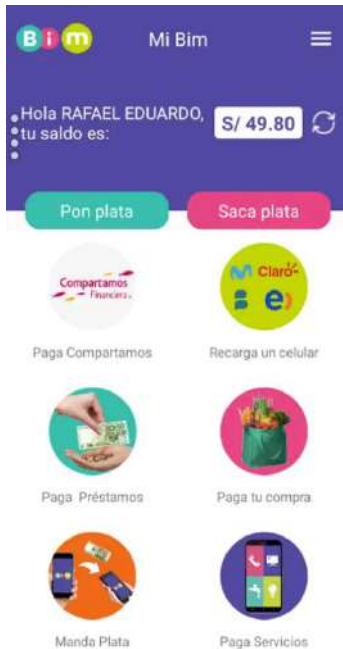 Bim
Mi Bim
Hola RAFAEL EDUARDO,
tu saldo es:
S/ 49.80
Pon plata
Saca plata
Compartamos
Financiera
Claro
B
e)
Paga Compartamos
Recarga un celular
Paga Préstamos
Paga tu compra
Manda Plata
Paga Servicios